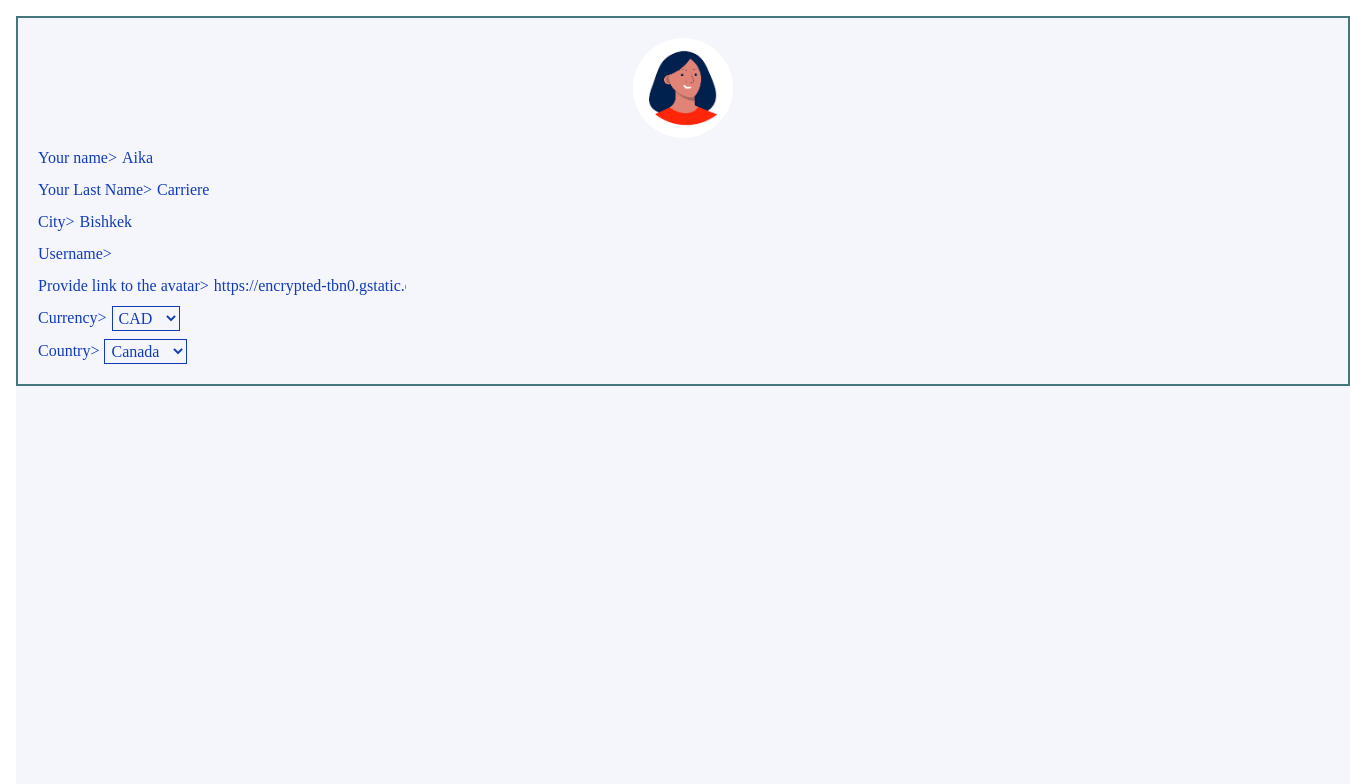 Your name> Aika
Your Last Name> Carriere
City> Bishkek
Username>
Provide link to the avatar> https://encrypted-tbn0.gstatic.
Currency> CAD
Country> Canada